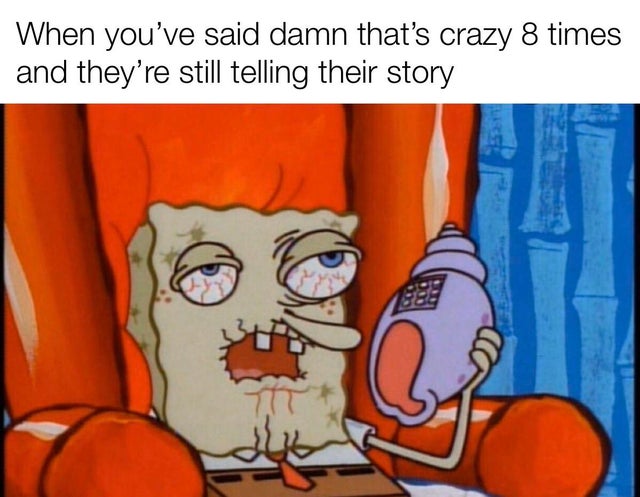 When you’ve said damn that’s crazy 8 times
and they’re still telling their story